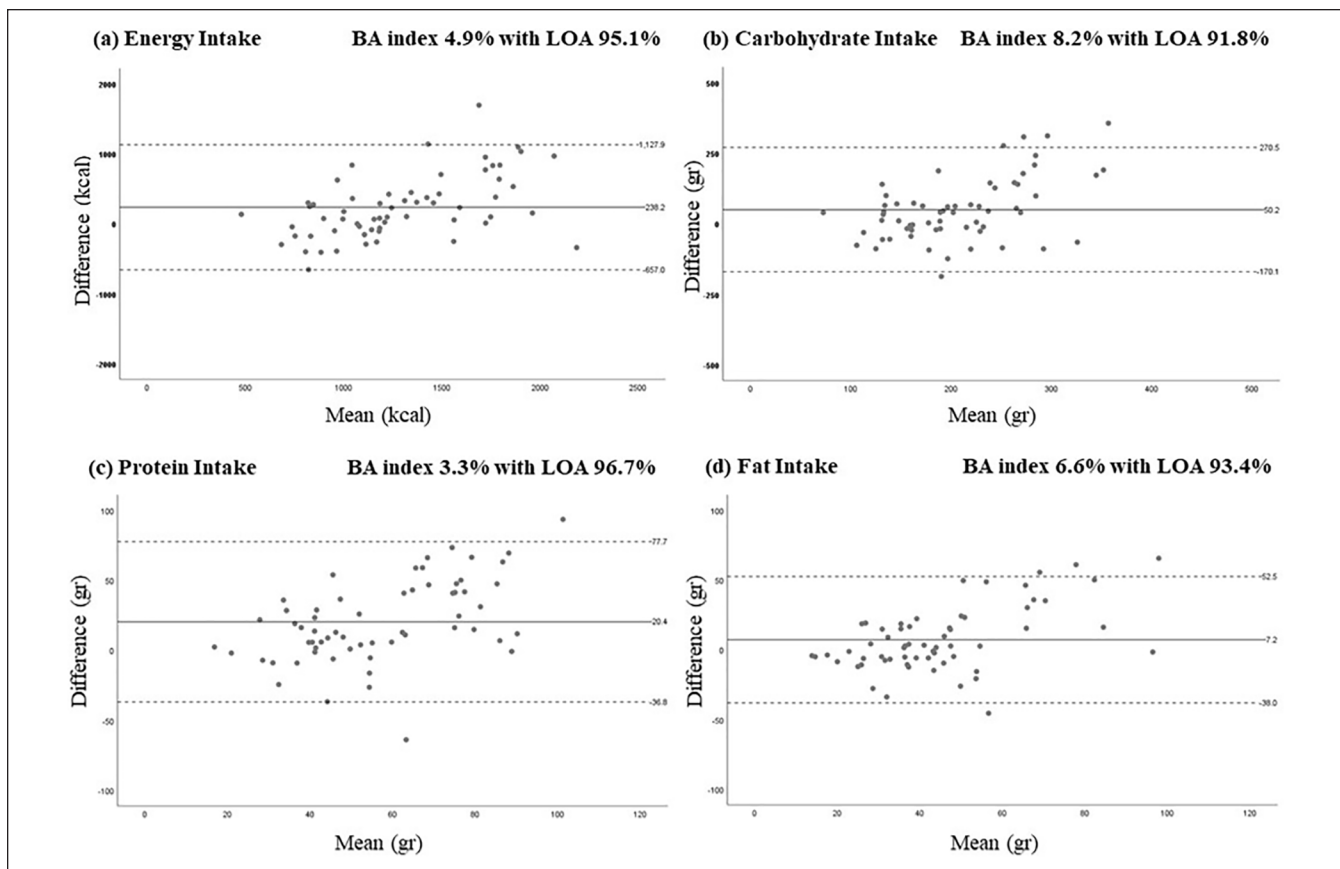 (a) Energy Intake BA index 4.9% with LOA 95.1%
2000
1000
0
-1000
-2000
Difference (kcal)
1,127.9
238.2
-657.0
0 500 1000 1500 2000 2500
Mean (kcal)
(b) Carbohydrate Intake BA index 8.2% with LOA 91.8%
500
250
0
-250
-500
Difference (gr)
270.5
50.2
-170.1
0 100 200 300 400 500
Mean (gr)
(c) Protein Intake BA index 3.3% with LOA 96.7%
100
50
0
-50
-100
Difference (gr)
77.7
20.4
-36.8
0 20 40 60 80 100 120
Mean (gr)
(d) Fat Intake BA index 6.6% with LOA 93.4%
100
50
0
-50
-100
Difference (gr)
52.5
7.2
-38.0
0 20 40 60 80 100 120
Mean (gr)